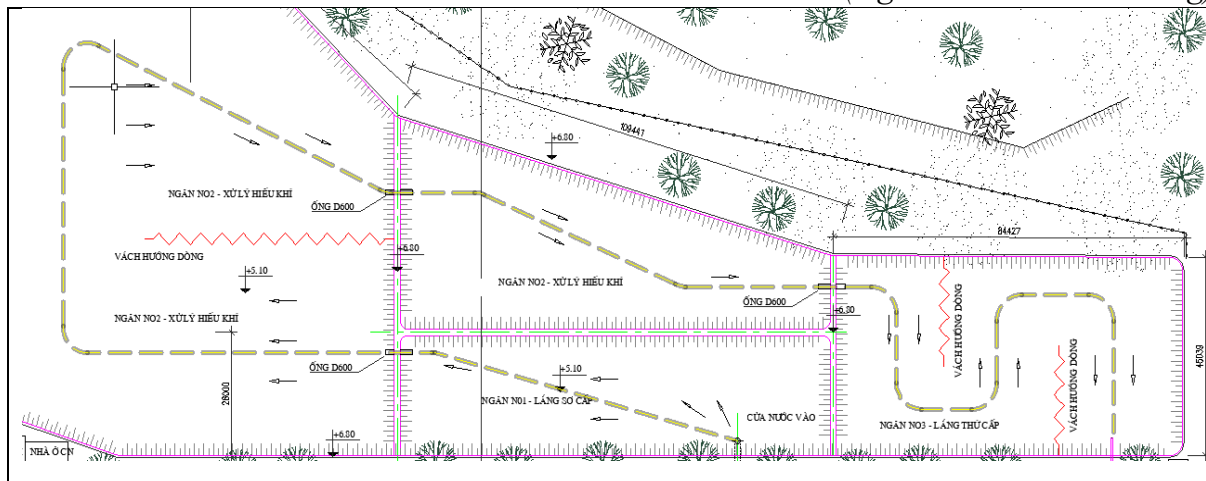 109447
+6.80
NGĂN NO2 - XỬ LÝ HIẾU KHÍ
ỐNG D600
84427
VÁCH HƯỚNG DÒNG
+6.80
+5.10
NGĂN NO2 - XỬ LÝ HIẾU KHÍ
ỐNG D600
NGĂN NO2 - XỬ LÝ HIẾU KHÍ
+6.80
VÁCH HƯỚNG DÒNG
45039
ỐNG D600
+5.10
28000
NGĂN N01 - LẮNG SƠ CẤP
CỬA NƯỚC VÀO
NGĂN NO3 - LẮNG THỨ CẤP
VÁCH HƯỚNG DÒNG
+6.80
NHÀ Ở CN